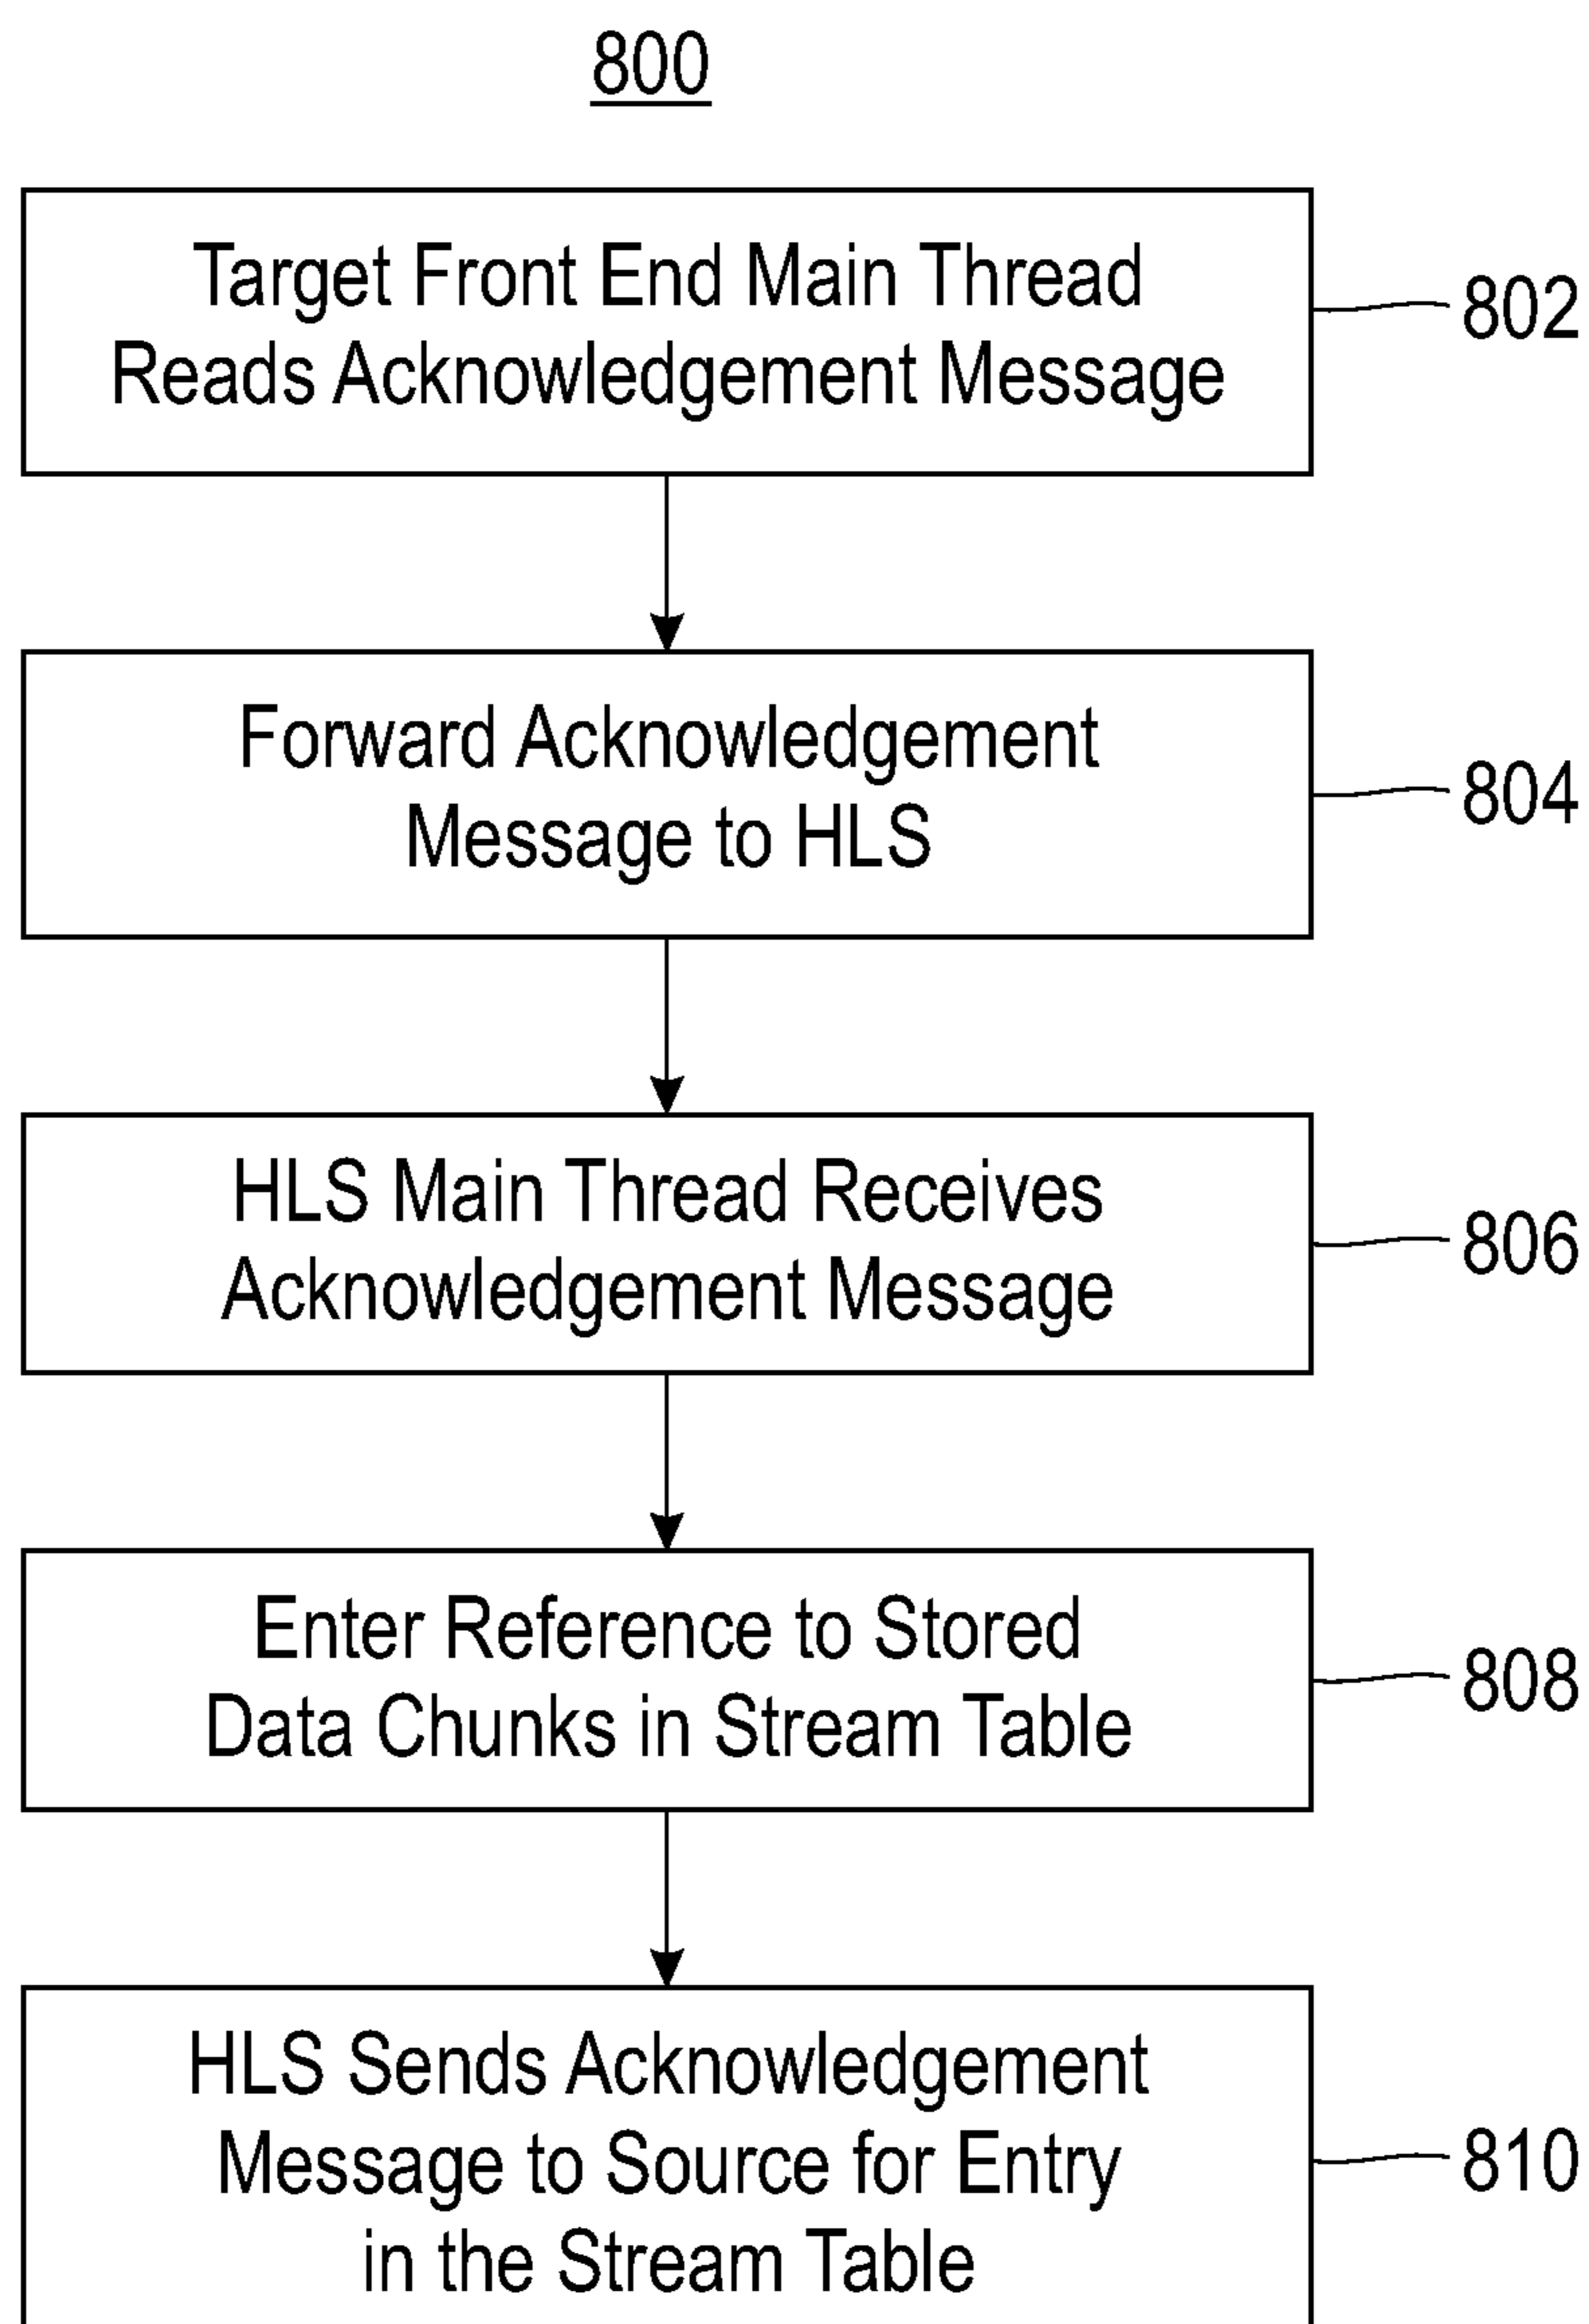 800
Target Front End Main Thread
Reads Acknowledgement Message
802
Forward Acknowledgement
Message to HLS
804
HLS Main Thread Receives
Acknowledgement Message
806
Enter Reference to Stored
Data Chunks in Stream Table
808
HLS Sends Acknowledgement
Message to Source for Entry
in the Stream Table
810